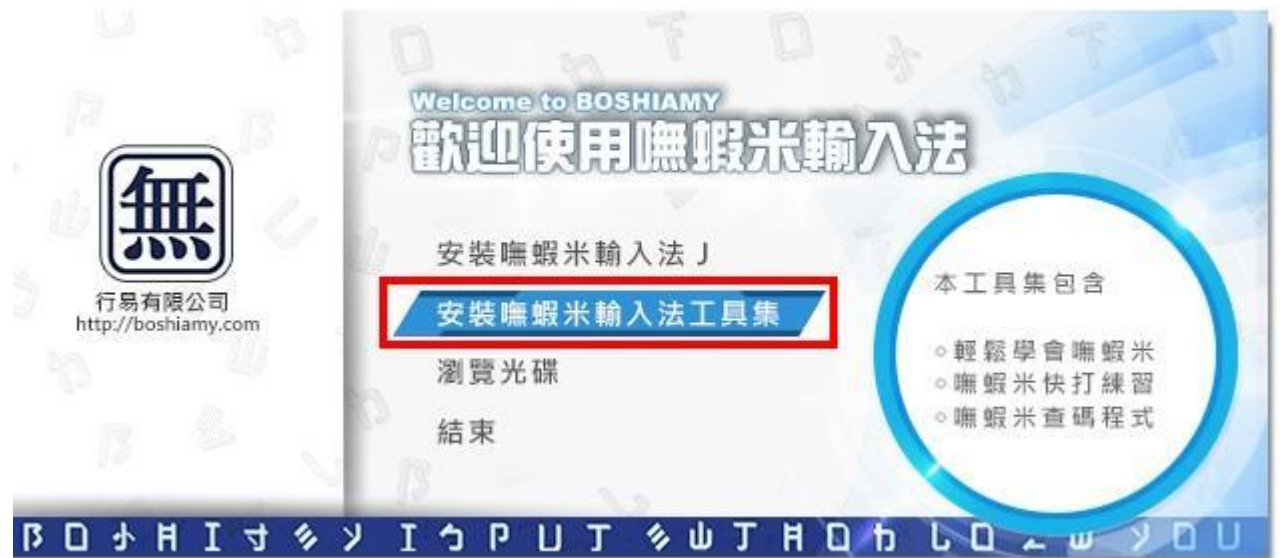 無
行易有限公司
http://boshiamy.com
Welcome to BOSHIAMY
歡迎使用嘸蝦米輸入法
安裝嘸蝦米輸入法 J
安裝嘸蝦米輸入法工具集
瀏覽光碟
結束
本工具集包含
◦輕鬆學會嘸蝦米
◦嘸蝦米快打練習
◦嘸蝦米查碼程式